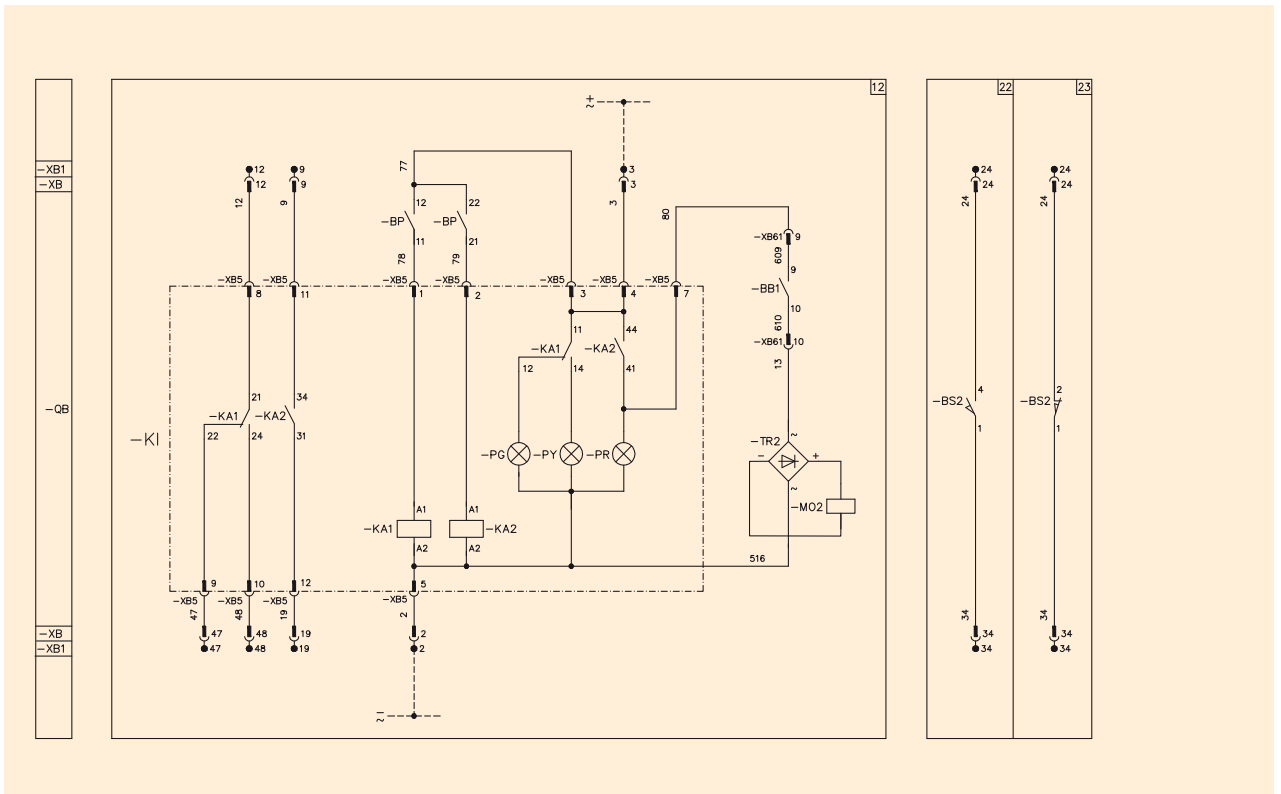 12
22
23
+
~
-XB1
-XB
12
12
9
9
77
3
3
24
24
24
24
12
9
12
22
3
24
24
-BP
-BP
80
11
21
-XB61
9
609
78
79
9
-XB5
-XB5
-XB5
-XB5
-XB5
-XB5
-XB5
8
11
1
2
3
4
7
-BB1
10
610
11
44
-XB61
10
-KA1
-KA2
12
14
41
13
21
34
4
2
-QB
-KA1
-KA2
-BS2
-BS2
22
24
31
1
1
-KI
~
-TR2
-PG
-PY
-PR
-
+
~
A1
A1
-MO2
-KA1
-KA2
A2
A2
516
9
10
12
5
-XB5
-XB5
-XB5
-XB5
47
48
19
2
34
34
-XB
-XB1
47
48
19
2
34
34
47
48
19
2
34
34
-
~